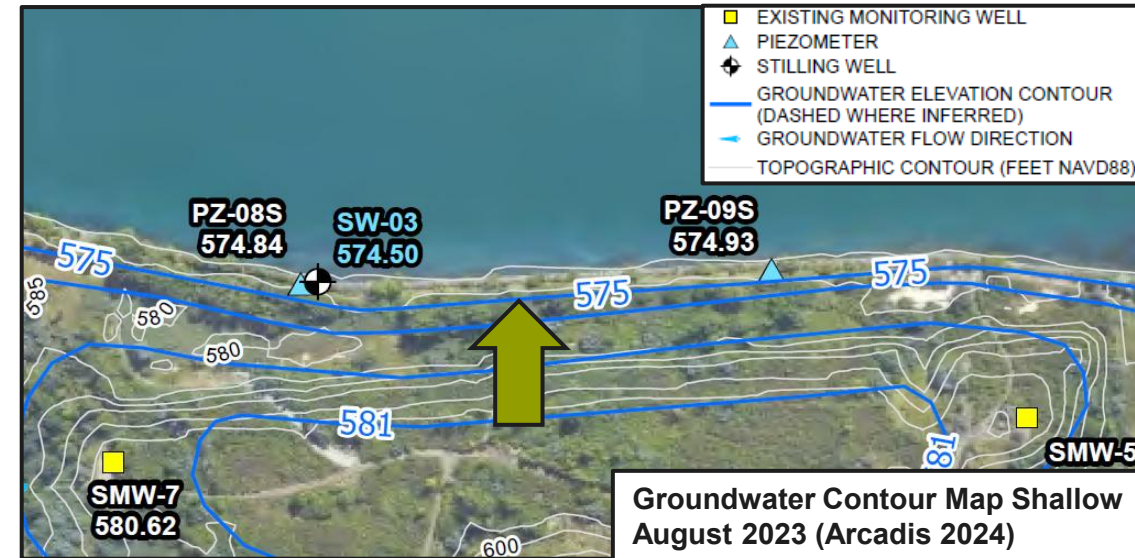 EXISTING MONITORING WELL
PIEZOMETER
STILLING WELL
GROUNDWATER ELEVATION CONTOUR
(DASHED WHERE INFERRED)
GROUNDWATER FLOW DIRECTION
TOPOGRAPHIC CONTOUR (FEET NAVD88)
PZ-08S
574.84
SW-03
574.50
PZ-09S
574.93
575
575
575
585
580
580
581
581
SMW-7
580.62
SMW-5
600
Groundwater Contour Map Shallow
August 2023 (Arcadis 2024)